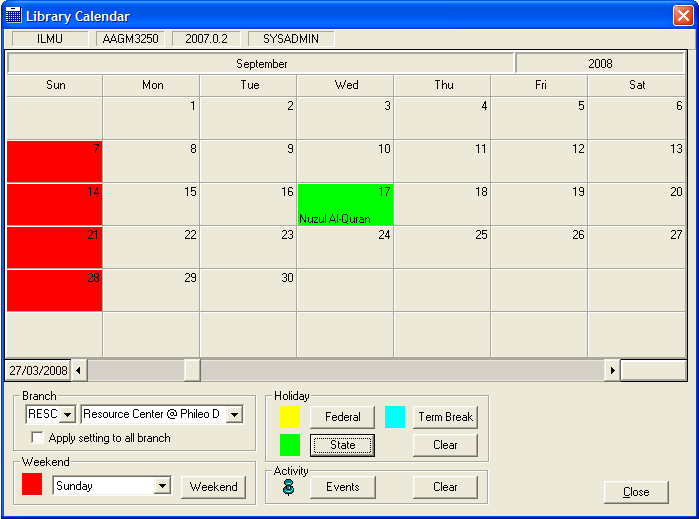 Library Calendar
ILMU AAGM3250 2007.0.2 SYSADMIN
September 2008
Sun Mon Tue Wed Thu Fri Sat
1 2 3 4 5 6
7 8 9 10 11 12 13
14 15 16 17 18 19 20
Nuzul Al-Quran
21 22 23 24 25 26 27
28 29 30
27/03/2008
Branch
RESC Resource Center @ Phileo D
Apply setting to all branch
Weekend
Sunday Weekend
Holiday
Federal Term Break
State Clear
Activity
Events Clear
Close